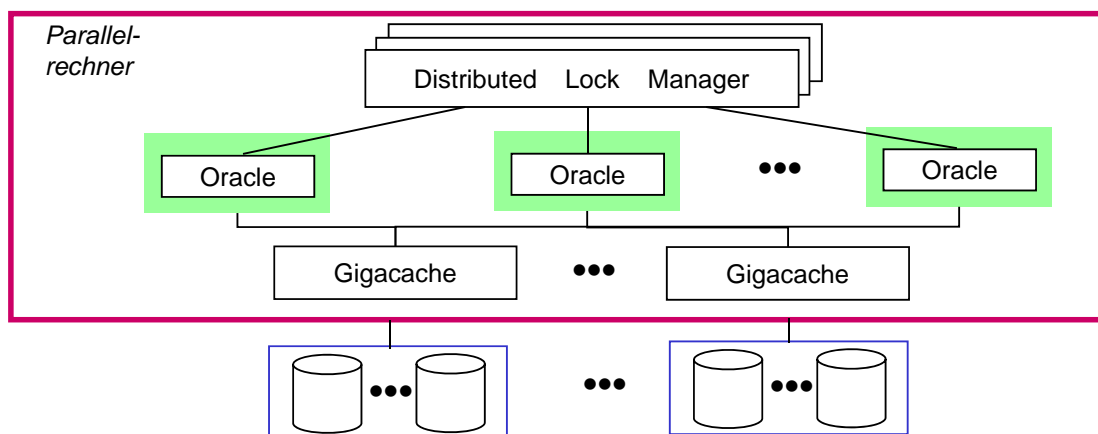 Parallel-
rechner
Distributed Lock Manager
Oracle
Oracle
•••
Oracle
Gigacache
•••
Gigacache
•••
•••
•••